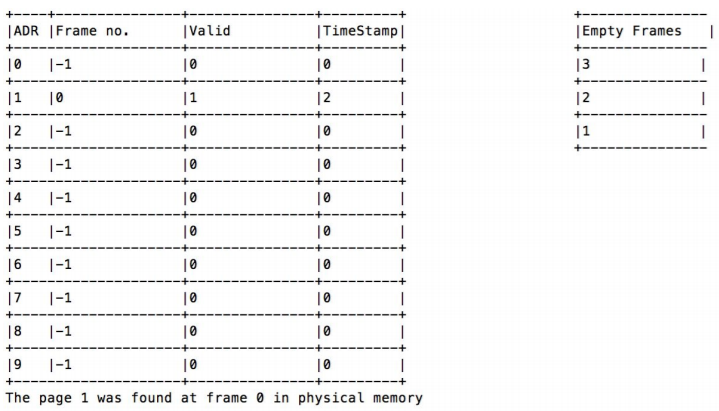 +----+---------------+---------------+---------+ +---------------
|ADR |Frame no. |Valid |TimeStamp| |Empty Frames |
+--------------------+---------------+---------+ +---------------
|0 |-1 |0 |0 | |3 |
+--------------------+---------------+---------+ +---------------
|1 |0 |1 |2 | |2 |
+--------------------+---------------+---------+ +---------------
|2 |-1 |0 |0 | |1 |
+--------------------+---------------+---------+ +---------------
|3 |-1 |0 |0 |
+--------------------+---------------+---------+
|4 |-1 |0 |0 |
+--------------------+---------------+---------+
|5 |-1 |0 |0 |
+--------------------+---------------+---------+
|6 |-1 |0 |0 |
+--------------------+---------------+---------+
|7 |-1 |0 |0 |
+--------------------+---------------+---------+
|8 |-1 |0 |0 |
+--------------------+---------------+---------+
|9 |-1 |0 |0 |
+--------------------+---------------+---------+
The page 1 was found at frame 0 in physical memory